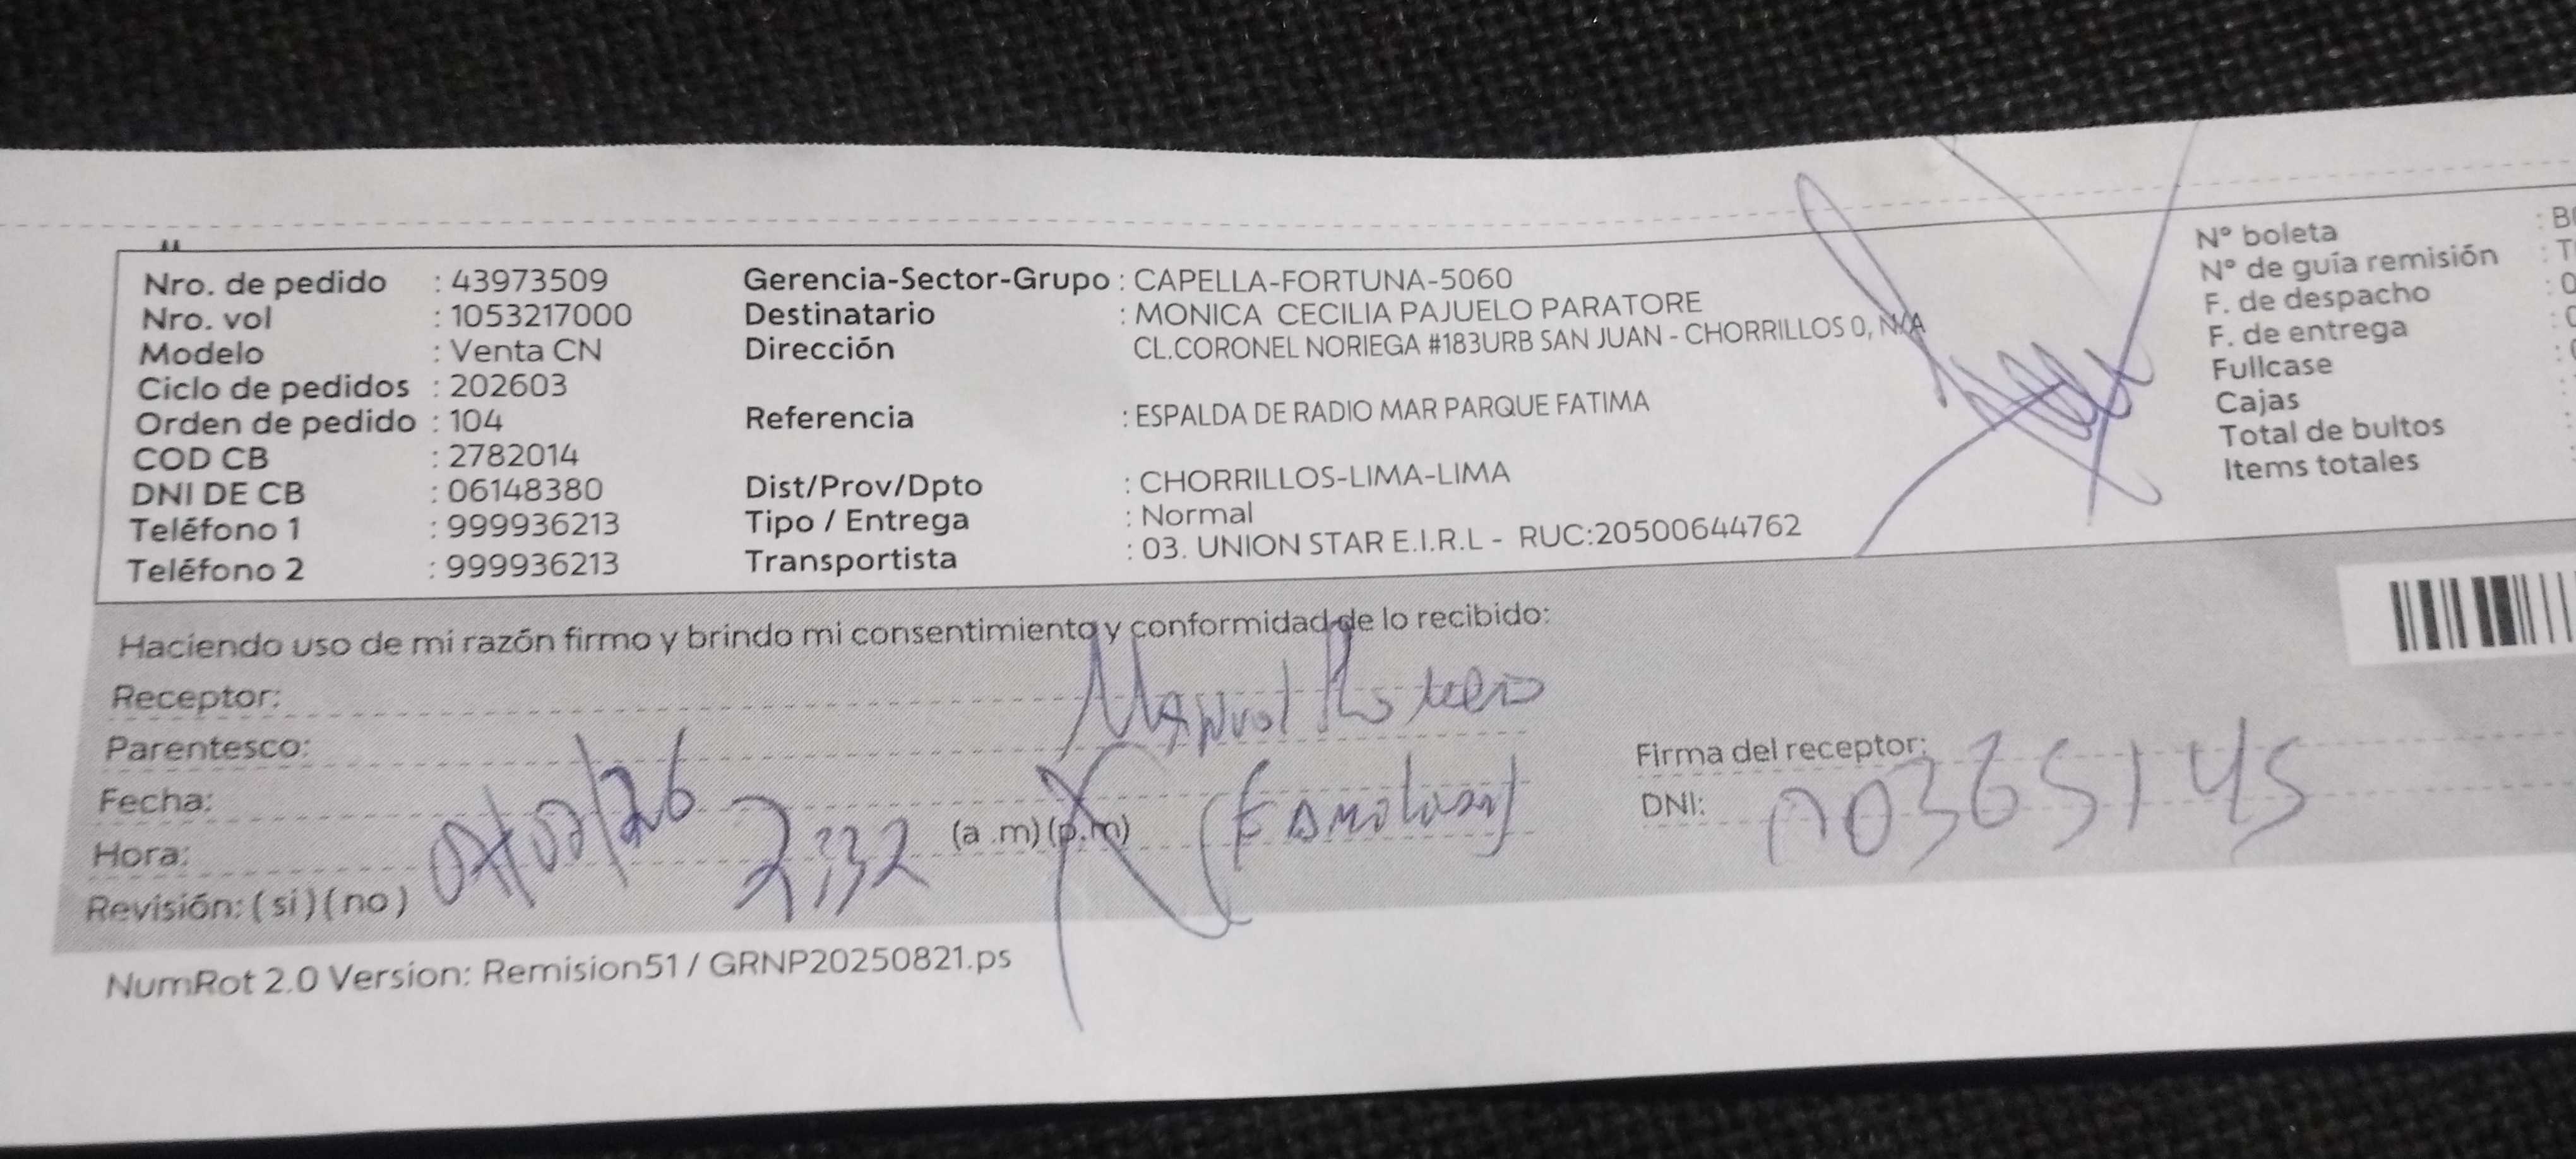 Nro. de pedido : 43973509
Nro. vol : 1053217000
Modelo : Venta CN
Ciclo de pedidos : 202603
Orden de pedido : 104
COD CB : 2782014
DNI DE CB : 06148380
Teléfono 1 : 999936213
Teléfono 2 : 999936213
Gerencia-Sector-Grupo : CAPELLA-FORTUNA-5060
Destinatario : MONICA CECILIA PAJUELO PARATORE
Dirección CL.CORONEL NORIEGA #183URB SAN JUAN - CHORRILLOS 0, N/A
Referencia : ESPALDA DE RADIO MAR PARQUE FATIMA
Dist/Prov/Dpto : CHORRILLOS-LIMA-LIMA
Tipo / Entrega : Normal
Transportista : 03. UNION STAR E.I.R.L - RUC:20500644762
N° boleta : B
N° de guía remisión : T
F. de despacho : 0
F. de entrega : 0
Fullcase
Cajas
Total de bultos
Items totales
Haciendo uso de mi razón firmo y brindo mi consentimiento y conformidad de lo recibido:
Receptor: Manuel
Parentesco:
Fecha:
Hora: 2:32 (a .m)(p.m)
Revisión: ( si )( no )
Firma del receptor:
DNI:
NumRot 2.0 Version: Remision51 / GRNP20250821.ps